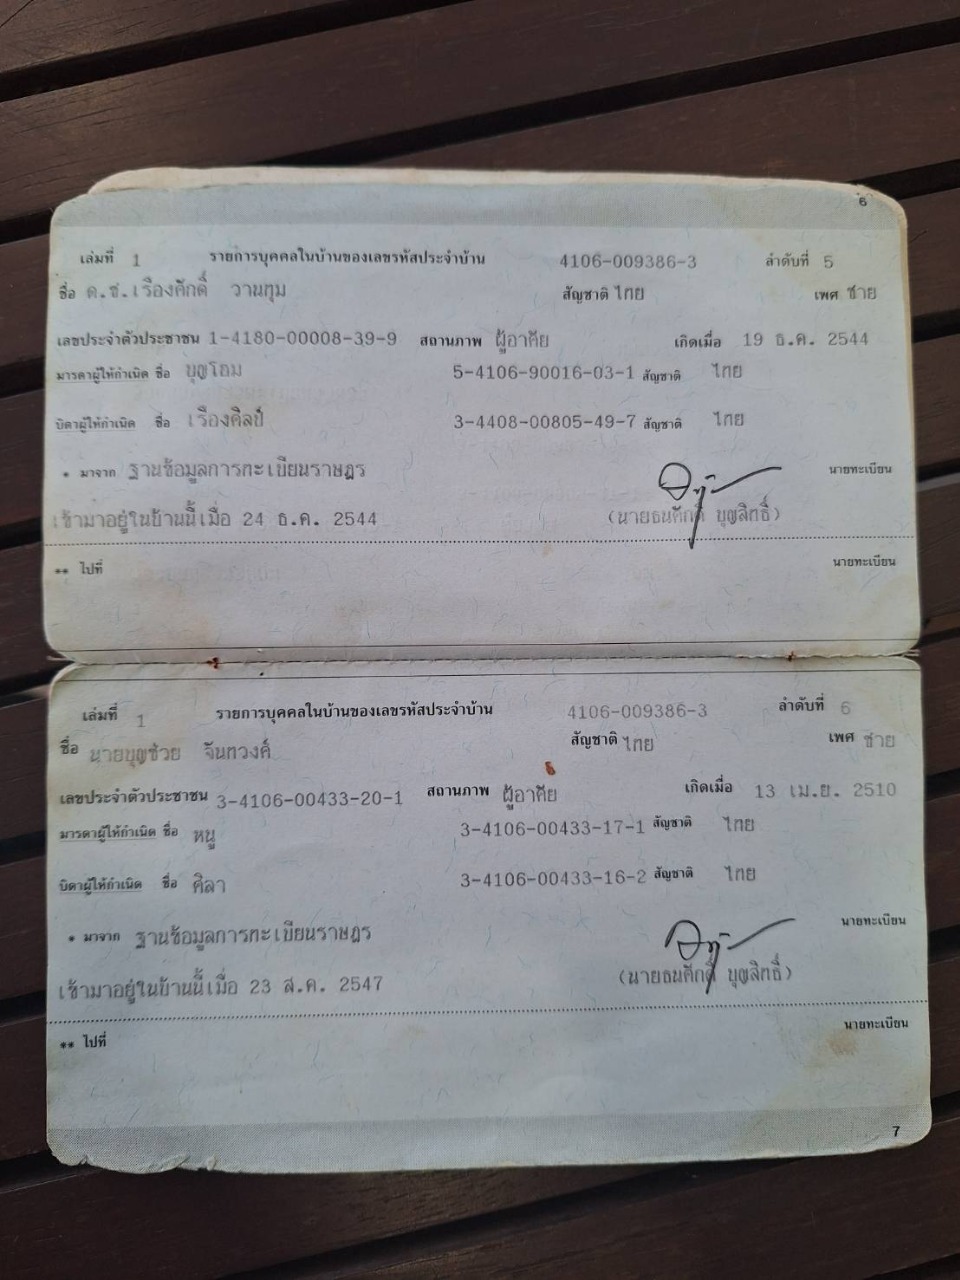 6
เล่มที่ 1 รายการบุคคลในบ้านของเลขรหัสประจำบ้าน 4106-009386-3 ลำดับที่ 5
ชื่อ ด.ช.เรืองศักดิ์ วานทุม สัญชาติ ไทย เพศ ชาย
เลขประจำตัวประชาชน 1-4180-00008-39-9 สถานภาพ ผู้อาศัย เกิดเมื่อ 19 ธ.ค. 2544
มารดาผู้ให้กำเนิด ชื่อ บุญโฮม 5-4106-90016-03-1 สัญชาติ ไทย
บิดาผู้ให้กำเนิด ชื่อ เรืองศิลป์ 3-4408-00805-49-7 สัญชาติ ไทย
* มาจาก ฐานข้อมูลการทะเบียนราษฎร นายทะเบียน
เข้ามาอยู่ในบ้านนี้เมื่อ 24 ธ.ค. 2544 (นายธนศักดิ์ บุญสิทธิ์)
** ไปที่ นายทะเบียน
เล่มที่ 1 รายการบุคคลในบ้านของเลขรหัสประจำบ้าน 4106-009386-3 ลำดับที่ 6
ชื่อ นายบุญช่วย จันทวงศ์ สัญชาติ ไทย เพศ ชาย
เลขประจำตัวประชาชน 3-4106-00433-20-1 สถานภาพ ผู้อาศัย เกิดเมื่อ 13 เม.ย. 2510
มารดาผู้ให้กำเนิด ชื่อ หนู 3-4106-00433-17-1 สัญชาติ ไทย
บิดาผู้ให้กำเนิด ชื่อ ศิลา 3-4106-00433-16-2 สัญชาติ ไทย
* มาจาก ฐานข้อมูลการทะเบียนราษฎร นายทะเบียน
เข้ามาอยู่ในบ้านนี้เมื่อ 23 ส.ค. 2547 (นายธนศักดิ์ บุญสิทธิ์)
** ไปที่ นายทะเบียน
7